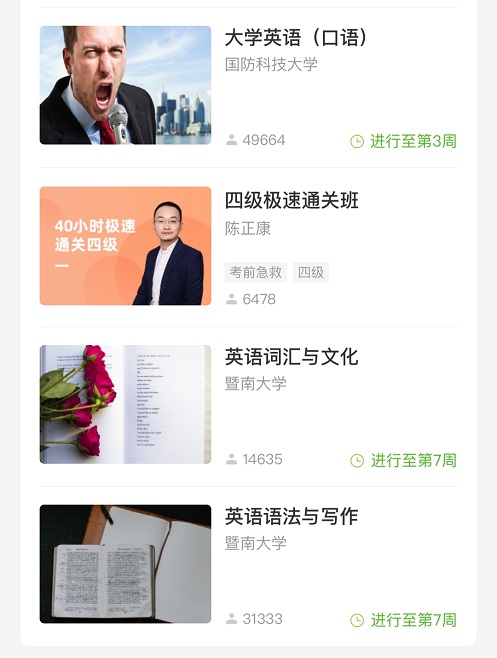 大学英语（口语）
国防科技大学
49664
进行至第3周
40小时极速
通关四级
四级极速通关班
陈正康
考前急救 四级
6478
英语词汇与文化
暨南大学
14635
进行至第7周
英语语法与写作
暨南大学
31333
进行至第7周